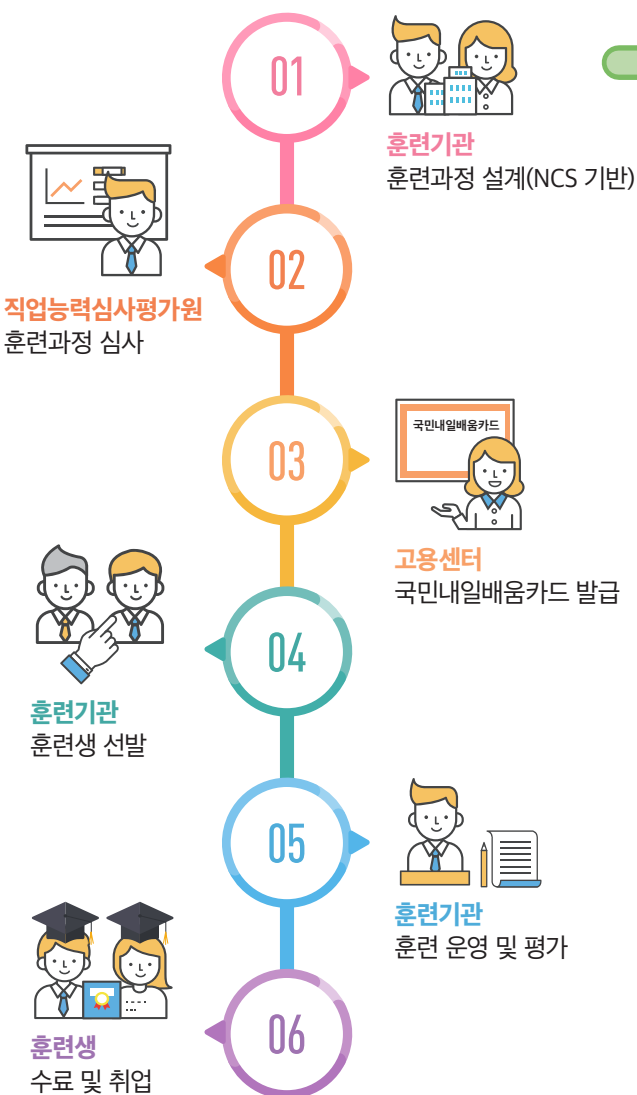 01
훈련기관
훈련과정 설계(NCS 기반)
02
직업능력심사평가원
훈련과정 심사
03
국민내일배움카드
고용센터
국민내일배움카드 발급
04
훈련기관
훈련생 선발
05
훈련기관
훈련 운영 및 평가
06
훈련생
수료 및 취업